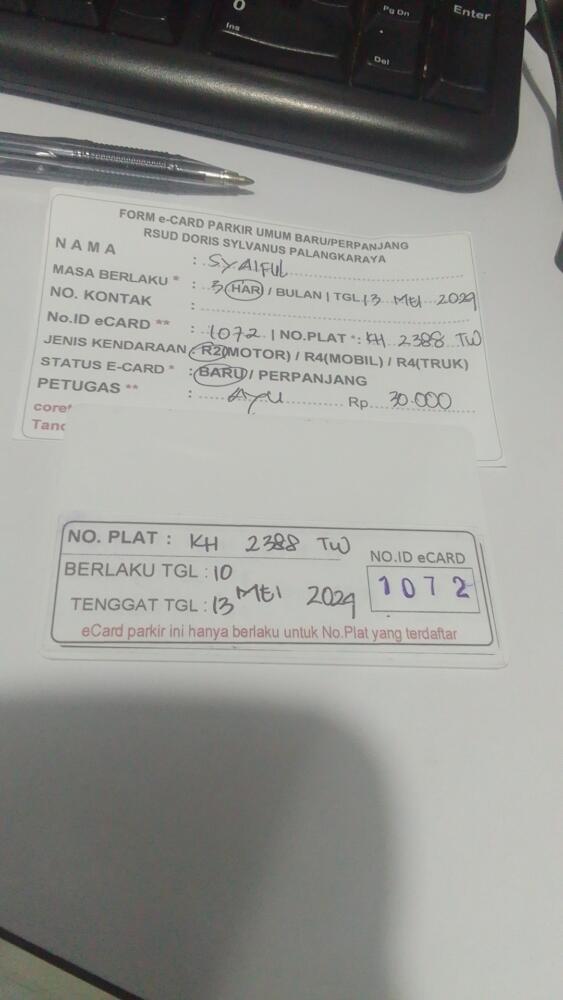 0
Ins
Pg Dn
.
Del
Enter
FORM e-CARD PARKIR UMUM BARU/PERPANJANG
RSUD DORIS SYLVANUS PALANGKARAYA
NAMA : SYAIFUL
MASA BERLAKU * : 3 HARI / BULAN | TGL 13 MEI 2029
NO. KONTAK :
No.ID eCARD ** : 1072 | NO.PLAT *: KH 2388 TW
JENIS KENDARAAN : R2(MOTOR) / R4(MOBIL) / R4(TRUK)
STATUS E-CARD * : BARU / PERPANJANG
PETUGAS ** : AYU Rp 30.000
NO. PLAT : KH 2388 TW
NO.ID eCARD
1072
BERLAKU TGL : 10
TENGGAT TGL : 13 MEI 2029
eCard parkir ini hanya berlaku untuk No.Plat yang terdaftar